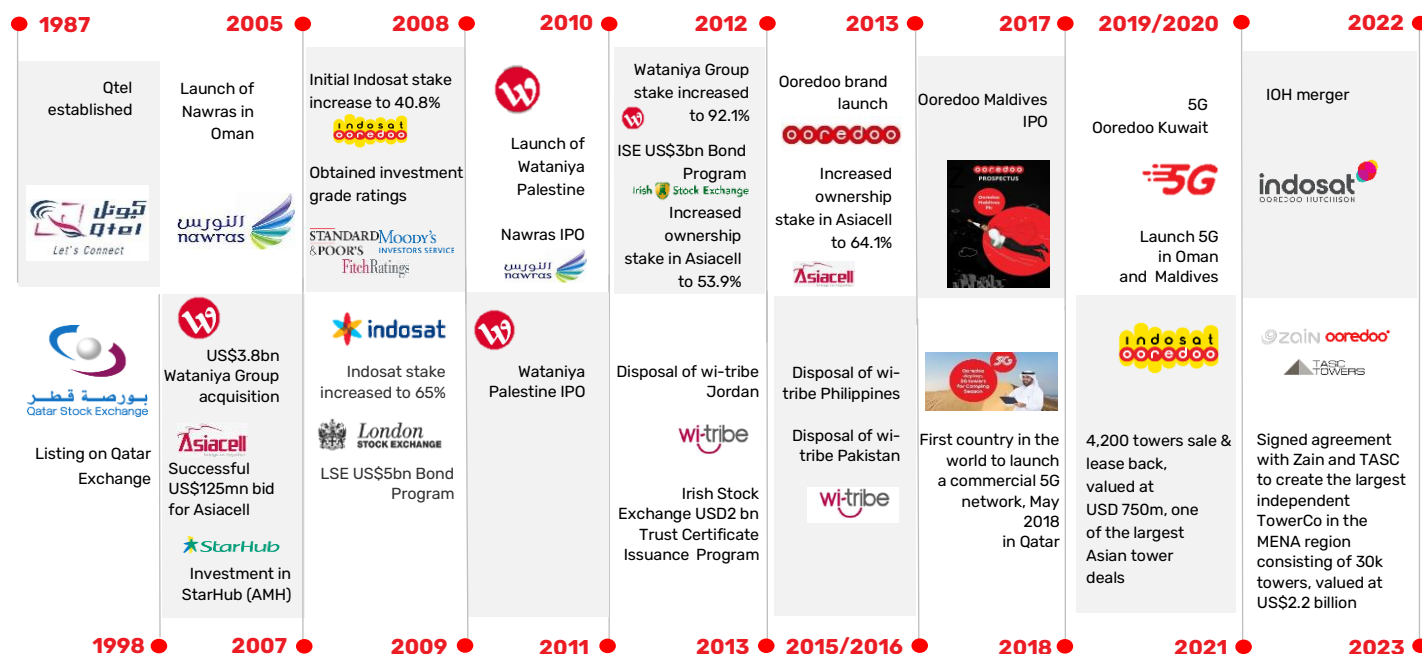 1987
2005
2008
2010
2012
2013
2017
2019/2020
2022
Qtel
established
كيوتل
Qtel
Let's Connect
Launch of
Nawras in
Oman
النورس
nawras
Initial Indosat stake
increase to 40.8%
indosat
ooredoo
Obtained investment
grade ratings
STANDARD
&POOR'S
MOODY'S
INVESTORS SERVICE
FitchRatings
Launch of
Wataniya
Palestine
Nawras IPO
النورس
nawras
Wataniya Group
stake increased
to 92.1%
ISE US$3bn Bond
Program
Irish Stock Exchange
Increased
ownership
stake in Asiacell
to 53.9%
Ooredoo brand
launch
ooredoo
Increased
ownership
stake in Asiacell
to 64.1%
Asiacell
Ooredoo Maldives
IPO
ooredoo
PROSPECTUS
Ooredoo
Maldives
Plc
5G
Ooredoo Kuwait
5G
Launch 5G
in Oman
and Maldives
IOH merger
indosat
OOREDOO HUTCHISON
بورصة قطر
Qatar Stock Exchange
Listing on Qatar
Exchange
US$3.8bn
Wataniya Group
acquisition
Asiacell
Successful
US$125mn bid
for Asiacell
StarHub
Investment in
StarHub (AMH)
indosat
Indosat stake
increased to 65%
London
STOCK EXCHANGE
LSE US$5bn Bond
Program
Wataniya
Palestine IPO
Disposal of wi-tribe
Jordan
wi-tribe
Irish Stock
Exchange USD2 bn
Trust Certificate
Issuance Program
Disposal of wi-
tribe Philippines
Disposal of wi-
tribe Pakistan
wi-tribe
5G
Ooredoo
deploys
5G towers
for Camping
Season
First country in the
world to launch
a commercial 5G
network, May
2018
in Qatar
indosat
ooredoo
4,200 towers sale &
lease back,
valued at
USD 750m, one
of the largest
Asian tower
deals
zain ooredoo
TASC
TOWERS
Signed agreement
with Zain and TASC
to create the largest
independent
TowerCo in the
MENA region
consisting of 30k
towers, valued at
US$2.2 billion
1998
2007
2009
2011
2013
2015/2016
2018
2021
2023